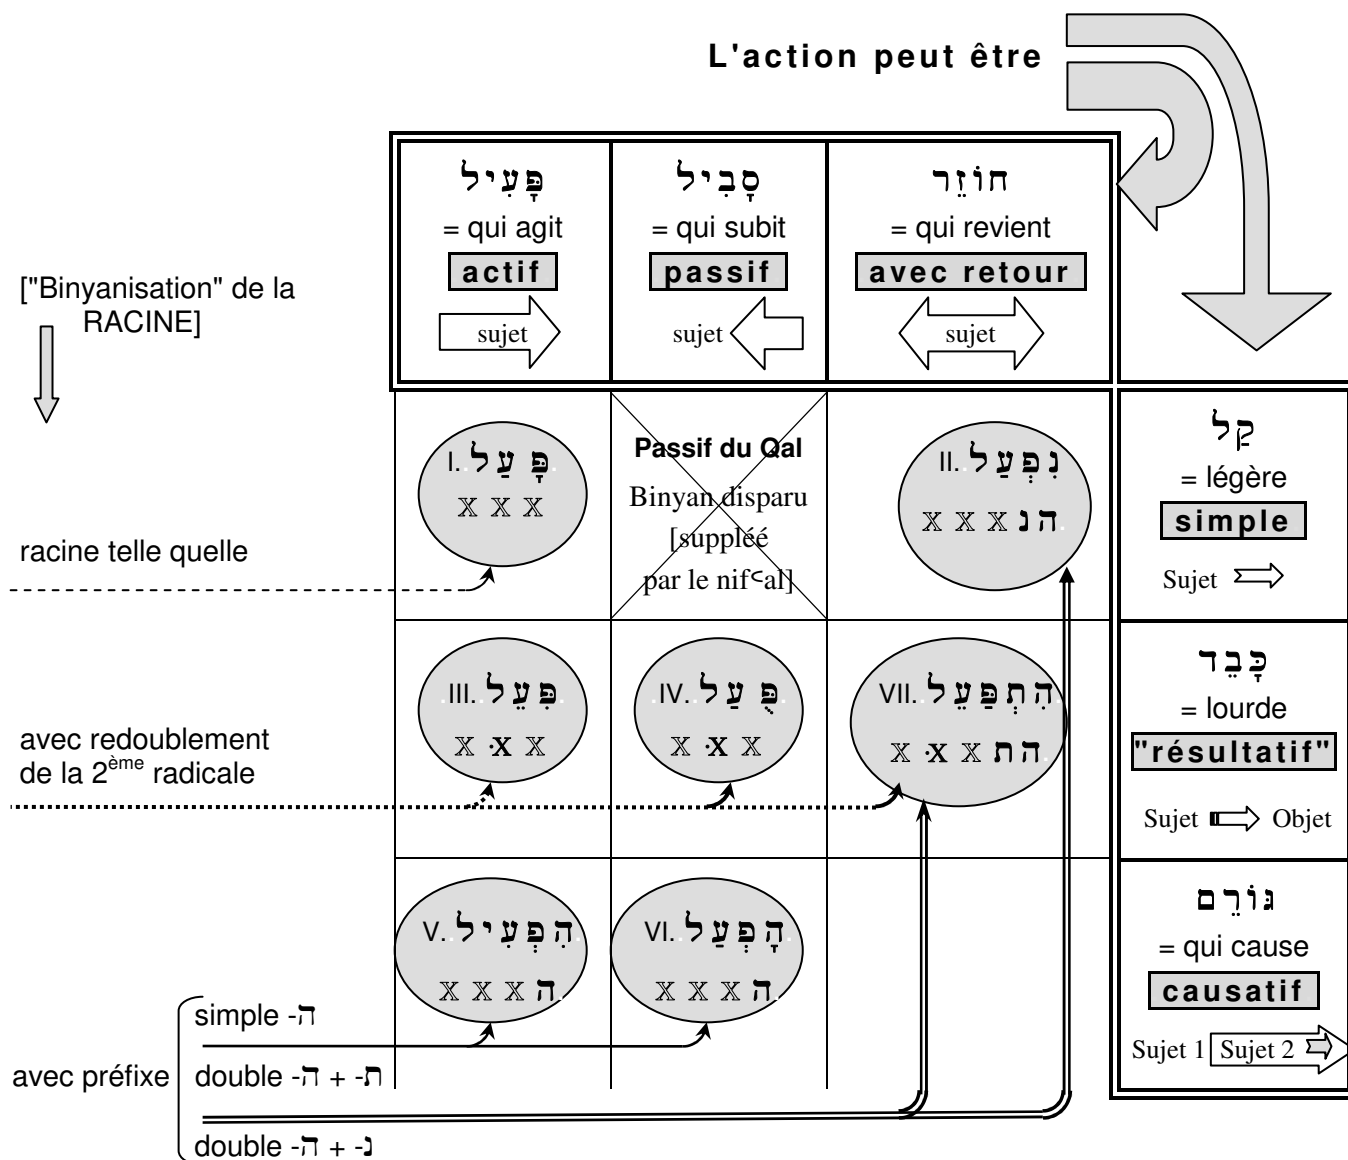 L'action peut être
פָּעִיל
= qui agit
actif
sujet
סָבִיל
= qui subit
passif
sujet
חוֹזֵר
= qui revient
avec retour
sujet
["Binyanisation" de la
RACINE]
I. פָּעַל
X X X
Passif du Qal
Binyan disparu
[suppléé
par le nifᶜal]
II. נִפְעַל
הנ X X X
קַל
= légère
simple
Sujet
racine telle quelle
III. פִּעֵל
X ·X X
IV. פֻּעַל
X ·X X
VII. הִתְפַּעֵל
הת X ·X X
כָּבֵד
= lourde
"résultatif"
Sujet Objet
avec redoublement
de la 2ème radicale
V. הִפְעִיל
ה X X X
VI. הָפְעַל
ה X X X
גּוֹרֵם
= qui cause
causatif
Sujet 1 Sujet 2
avec préfixe
simple -ה
double -ה + -ת
double -ה + -נ